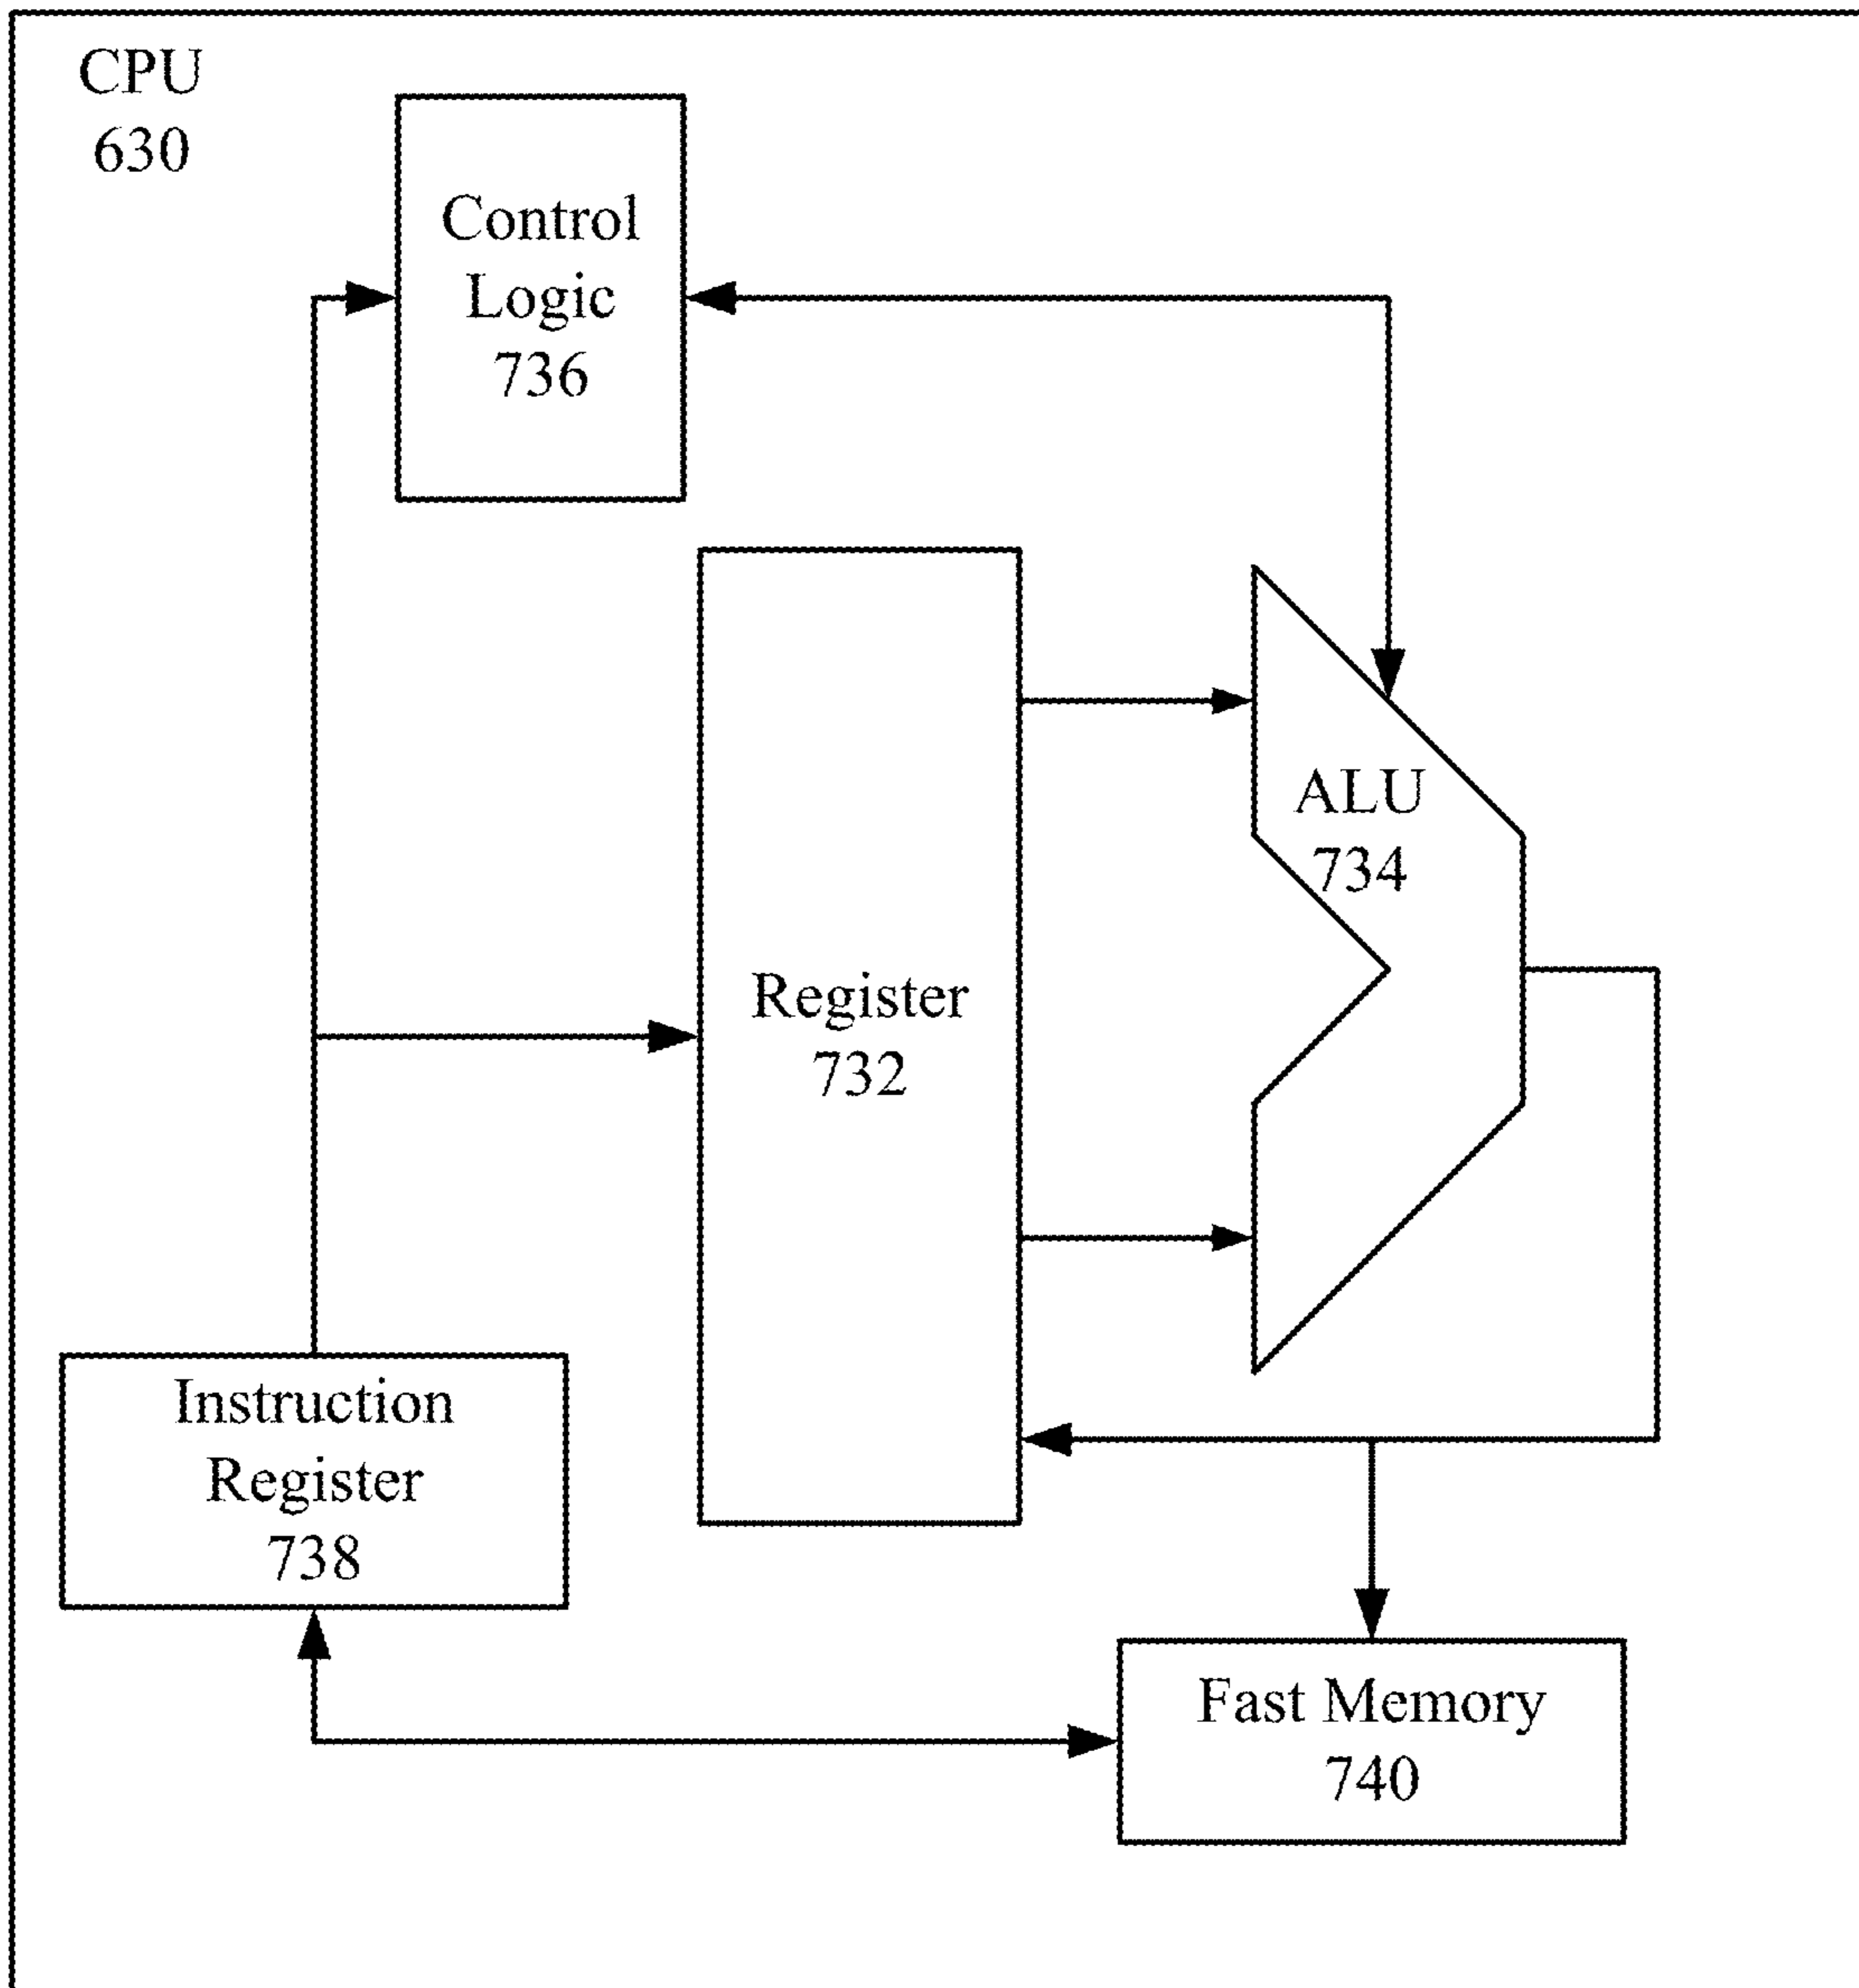 CPU
630
Control
Logic
736
ALU
734
Register
732
Instruction
Register
738
Fast Memory
740